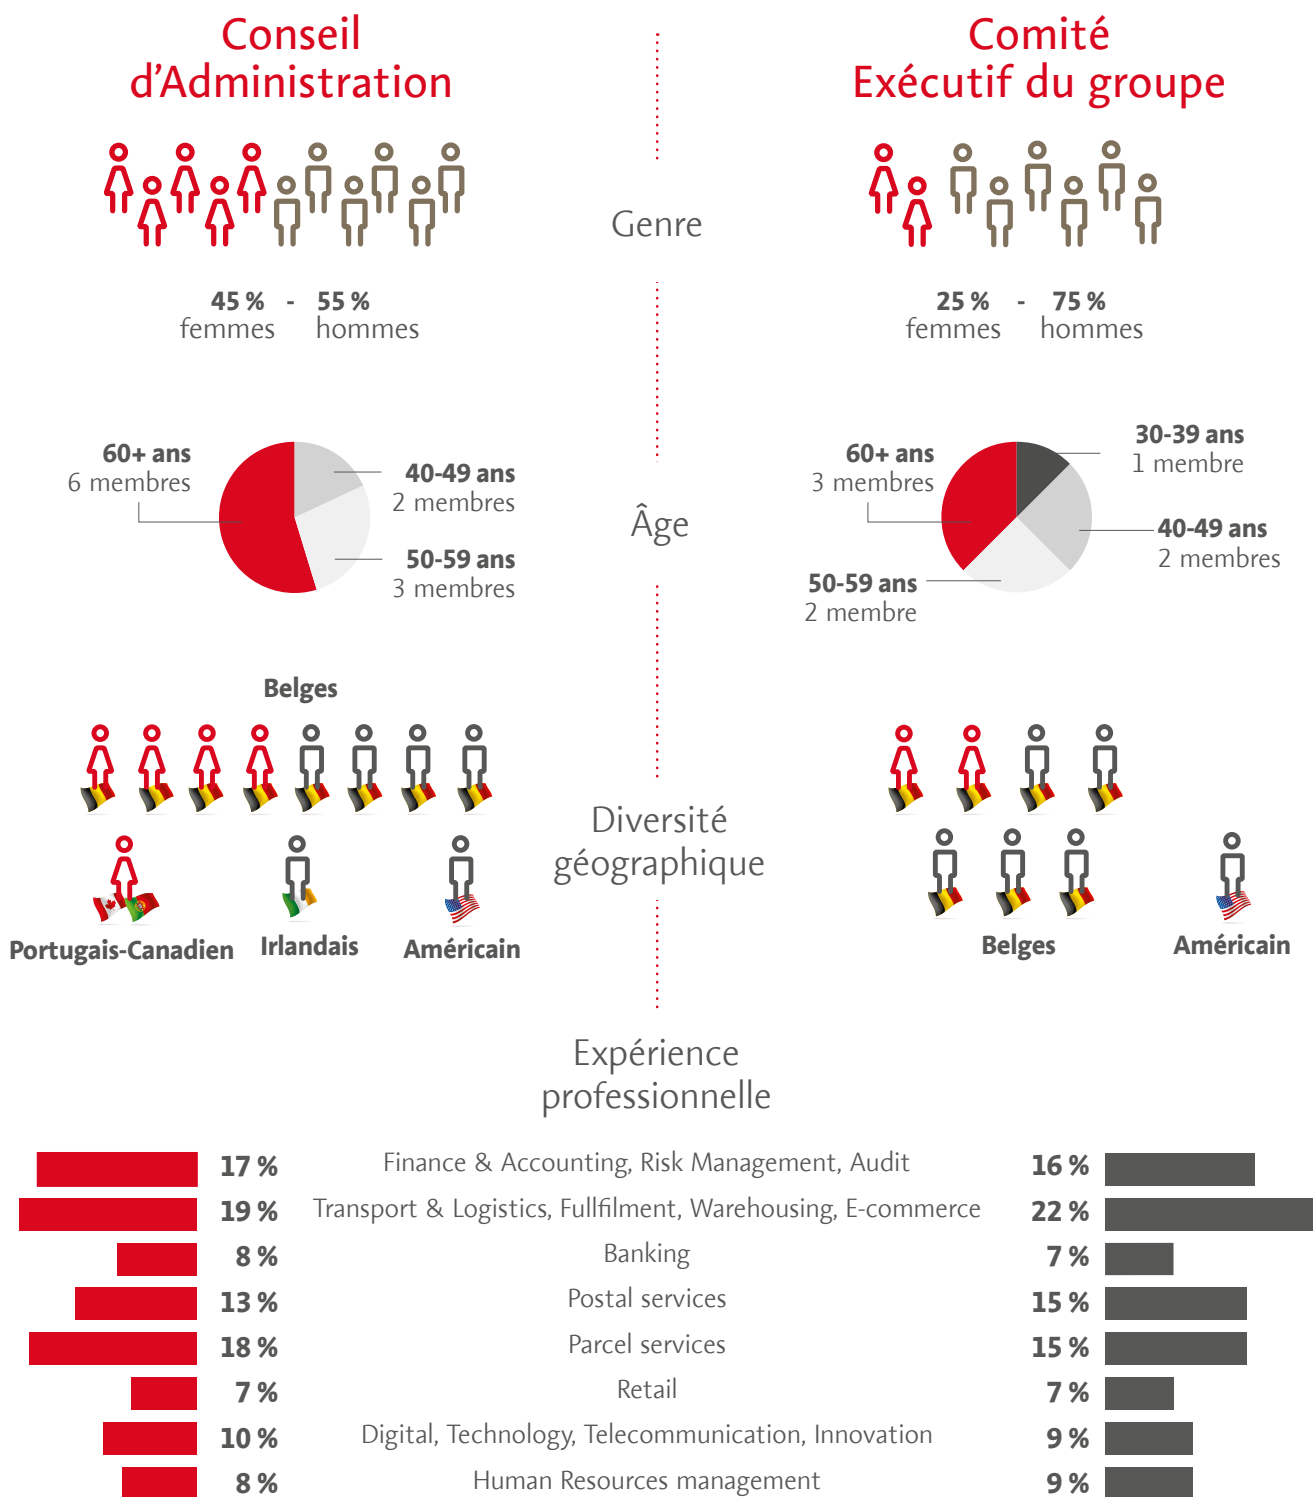 Conseil
d'Administration
Comité
Exécutif du groupe
Genre
45 % - 55 %
femmes hommes
25 % - 75 %
femmes hommes
Âge
60+ ans
6 membres
40-49 ans
2 membres
50-59 ans
3 membres
60+ ans
3 membres
30-39 ans
1 membre
40-49 ans
2 membres
50-59 ans
2 membre
Diversité
géographique
Belges
Portugais-Canadien
Irlandais
Américain
Belges
Américain
Expérience
professionnelle
17 % Finance & Accounting, Risk Management, Audit 16 %
19 % Transport & Logistics, Fullfilment, Warehousing, E-commerce 22 %
8 % Banking 7 %
13 % Postal services 15 %
18 % Parcel services 15 %
7 % Retail 7 %
10 % Digital, Technology, Telecommunication, Innovation 9 %
8 % Human Resources management 9 %